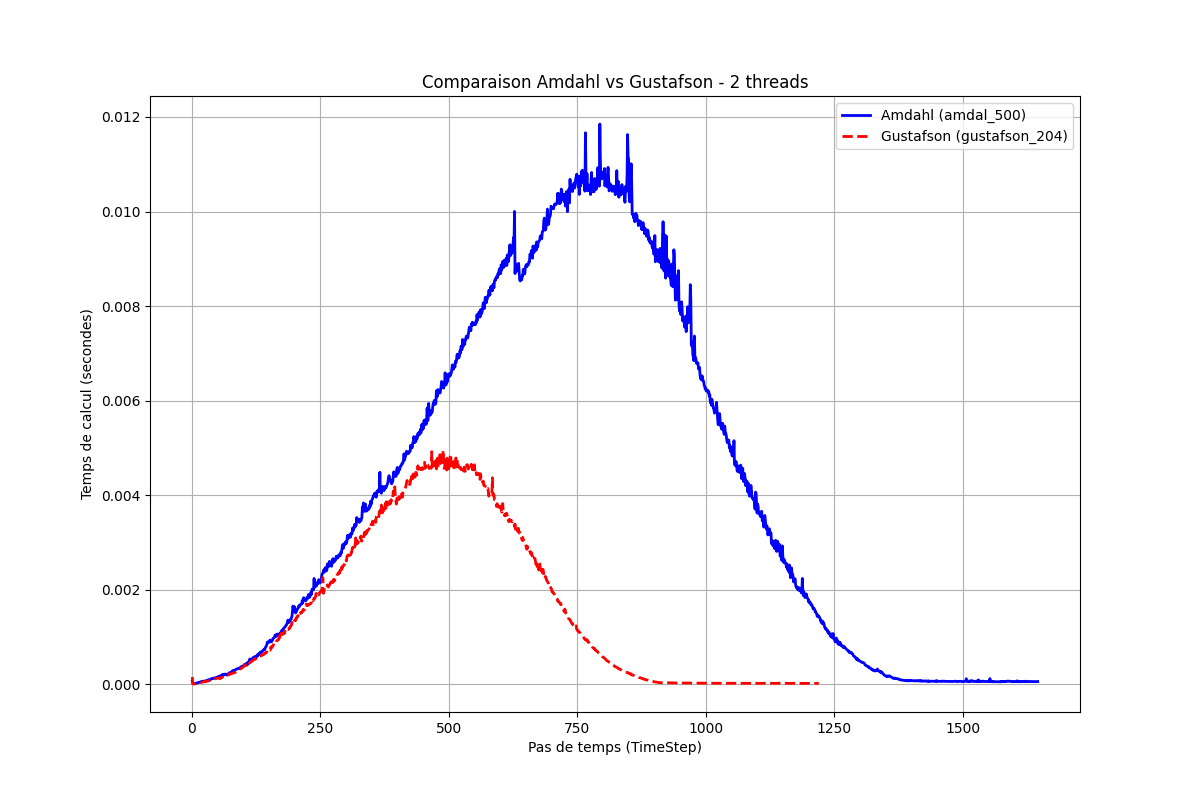 Comparaison Amdahl vs Gustafson - 2 threads
Amdahl (amdal_500)
Gustafson (gustafson_204)
0.012
0.010
0.008
0.006
0.004
0.002
0.000
Temps de calcul (secondes)
0
250
500
750
1000
1250
1500
Pas de temps (TimeStep)